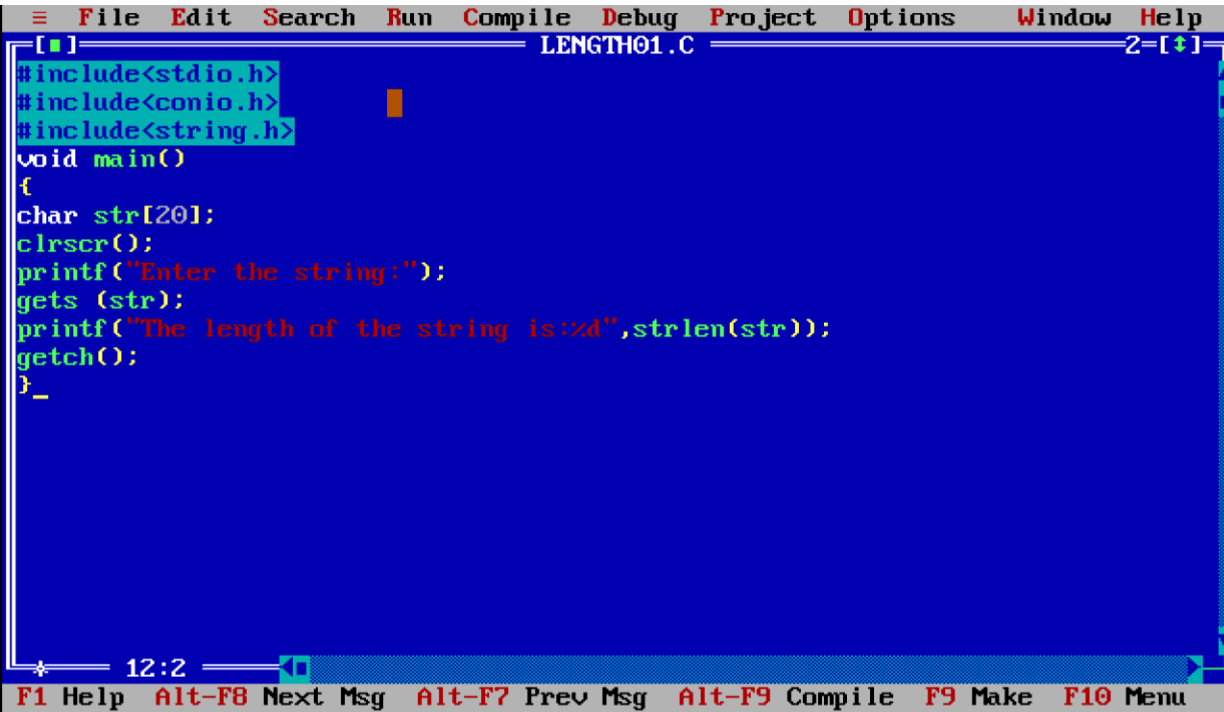 ≡ File Edit Search Run Compile Debug Project Options Window Help
[■] LENGTH01.C 2=[↕]
#include<stdio.h>
#include<conio.h>
#include<string.h>
void main()
{
char str[20];
clrscr();
printf("Enter the string:");
gets (str);
printf("The length of the string is:%d",strlen(str));
getch();
}_
12:2
F1 Help Alt-F8 Next Msg Alt-F7 Prev Msg Alt-F9 Compile F9 Make F10 Menu